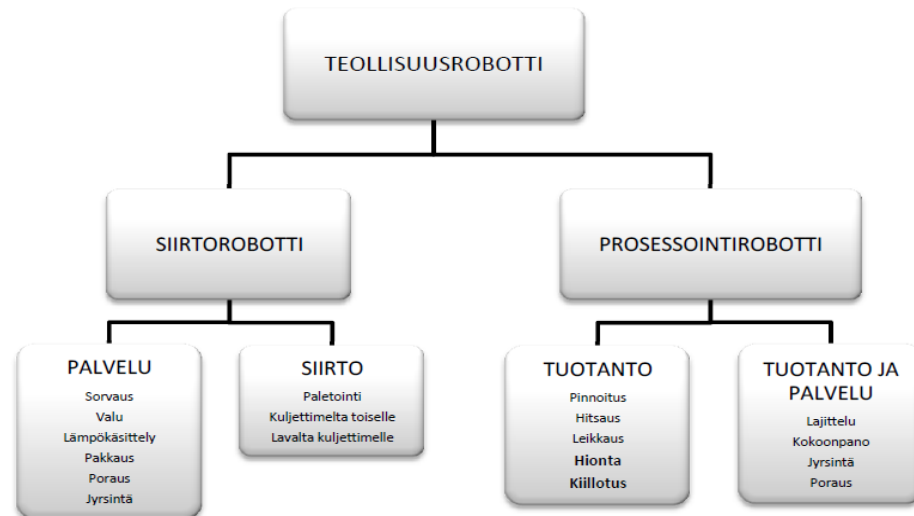 TEOLLISUUSROBOTTI
SIIRTOROBOTTI
PROSESSOINTIROBOTTI
PALVELU
Sorvaus
Valu
Lämpökäsittely
Pakkaus
Poraus
Jyrsintä
SIIRTO
Paletointi
Kuljettimelta toiselle
Lavalta kuljettimelle
TUOTANTO
Pinnoitus
Hitsaus
Leikkaus
Hionta
Kiillotus
TUOTANTO JA
PALVELU
Lajittelu
Kokoonpano
Jyrsintä
Poraus